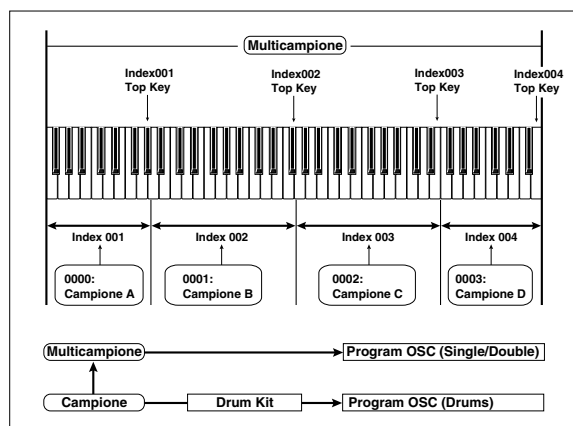 Multicampione
Index001
Top Key
Index002
Top Key
Index003
Top Key
Index004
Top Key
Index 001
Index 002
Index 003
Index 004
0000:
Campione A
0001:
Campione B
0002:
Campione C
0003:
Campione D
Multicampione
Program OSC (Single/Double)
Campione
Drum Kit
Program OSC (Drums)